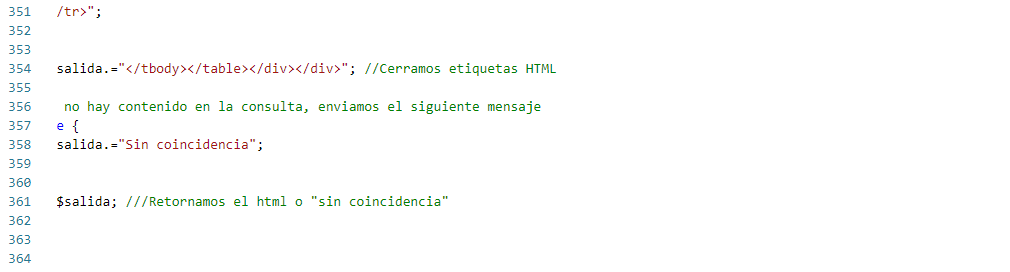 351 /tr>";
352
353
354 salida.="</tbody></table></div></div>"; //Cerramos etiquetas HTML
355
356 no hay contenido en la consulta, enviamos el siguiente mensaje
357 e {
358 salida.="Sin coincidencia";
359
360
361 $salida; ///Retornamos el html o "sin coincidencia"
362
363
364